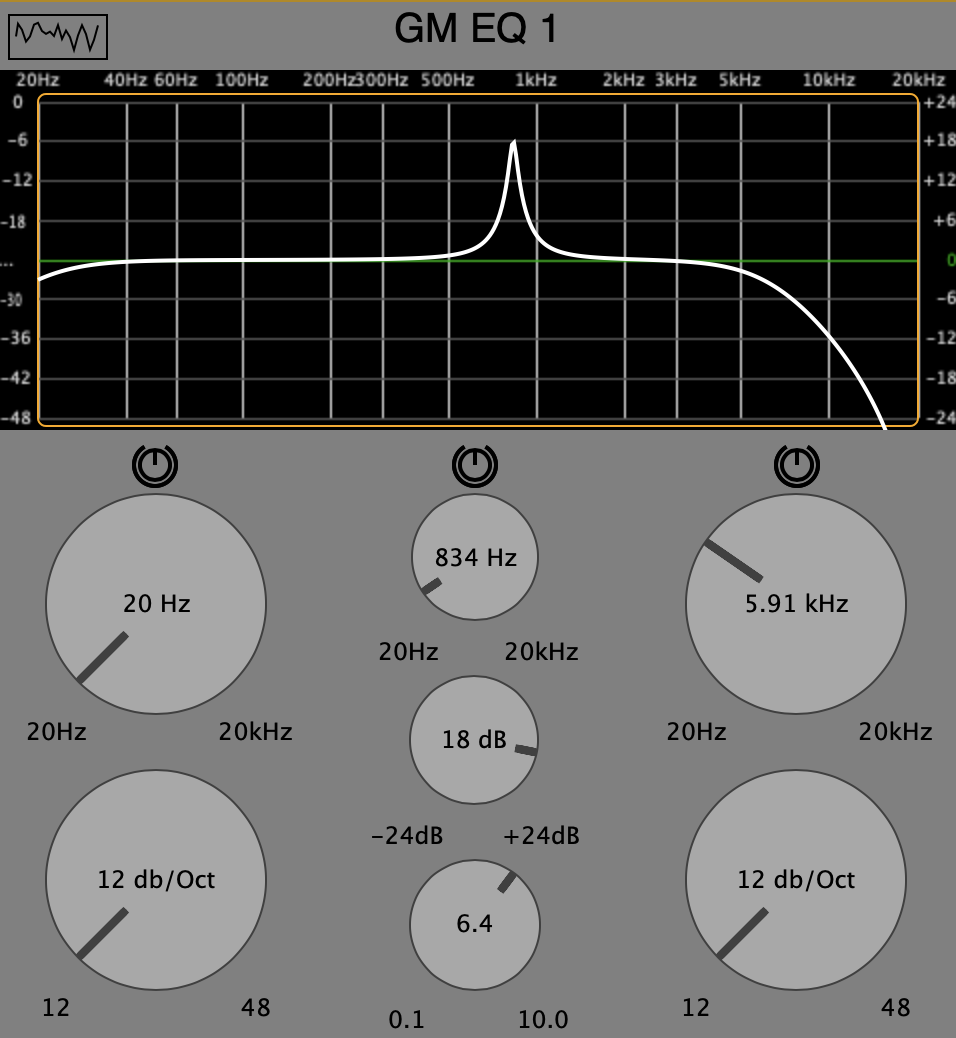 GM EQ 1
20Hz 40Hz 60Hz 100Hz 200Hz 300Hz 500Hz 1kHz 2kHz 3kHz 5kHz 10kHz 20kHz
0 +24
-6 +18
-12 +12
-18 +6
... 0
-30 -6
-36 -12
-42 -18
-48 -24
834 Hz
20 Hz 5.91 kHz
20Hz 20kHz
20Hz 20kHz 18 dB 20Hz 20kHz
-24dB +24dB
12 db/Oct 12 db/Oct
6.4
12 48 12 48
0.1 10.0